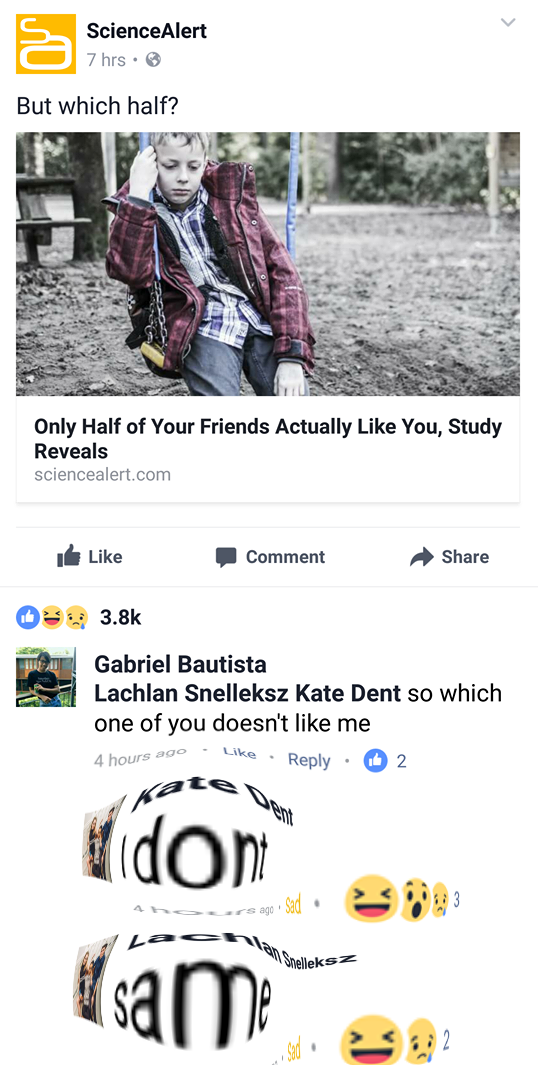 ScienceAlert
7 hrs •
But which half?
Only Half of Your Friends Actually Like You, Study
Reveals
sciencealert.com
Like Comment Share
3.8k
Gabriel Bautista
Lachlan Snelleksz Kate Dent so which
one of you doesn't like me
4 hours ago • Like • Reply • 2
Kate Dent
I dont
4 hours ago • Sad • 3
Lachlan Snelleksz
same
Sad • 2